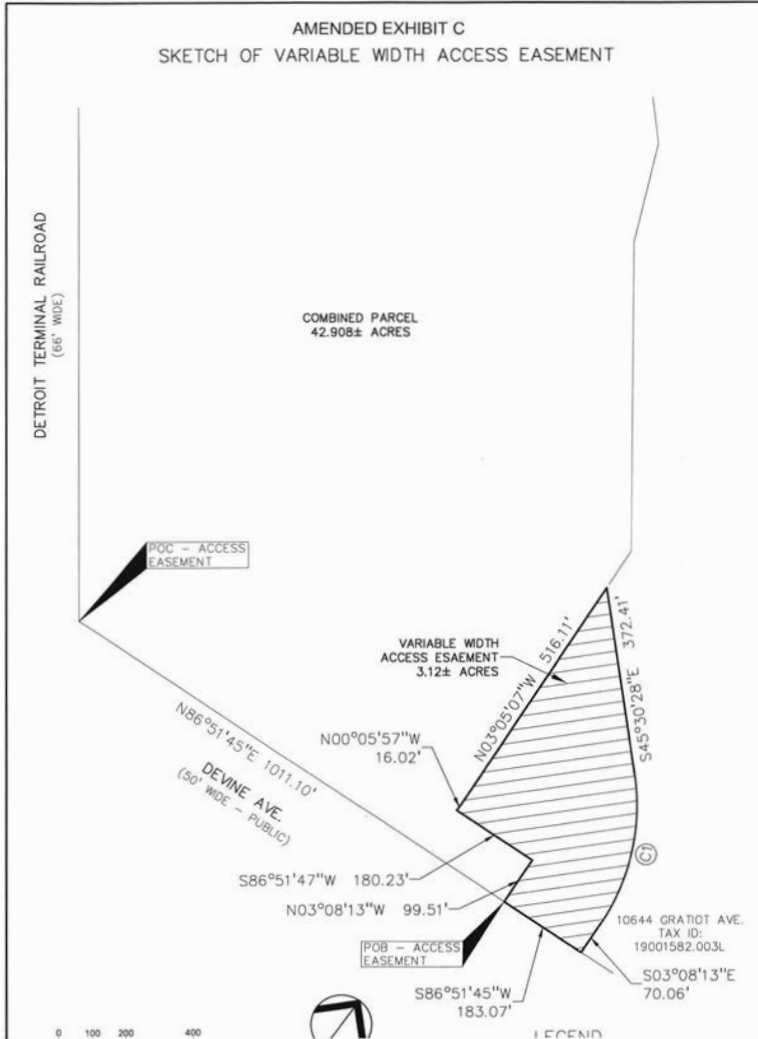 AMENDED EXHIBIT C
SKETCH OF VARIABLE WIDTH ACCESS EASEMENT
DETROIT TERMINAL RAILROAD
(66' WIDE)
COMBINED PARCEL
42.908± ACRES
POC - ACCESS
EASEMENT
VARIABLE WIDTH
ACCESS ESAEMENT
3.12± ACRES
N03°05'07"W 516.11'
S45°30'28"E 372.41'
N86°51'45"E 1011.10'
DEVINE AVE.
(50' WIDE - PUBLIC)
N00°05'57"W
16.02'
S86°51'47"W 180.23'
N03°08'13"W 99.51'
C1
POB - ACCESS
EASEMENT
10644 GRATIOT AVE.
TAX ID:
19001582.003L
S86°51'45"W
183.07'
S03°08'13"E
70.06'
0 100 200 400
LEGEND